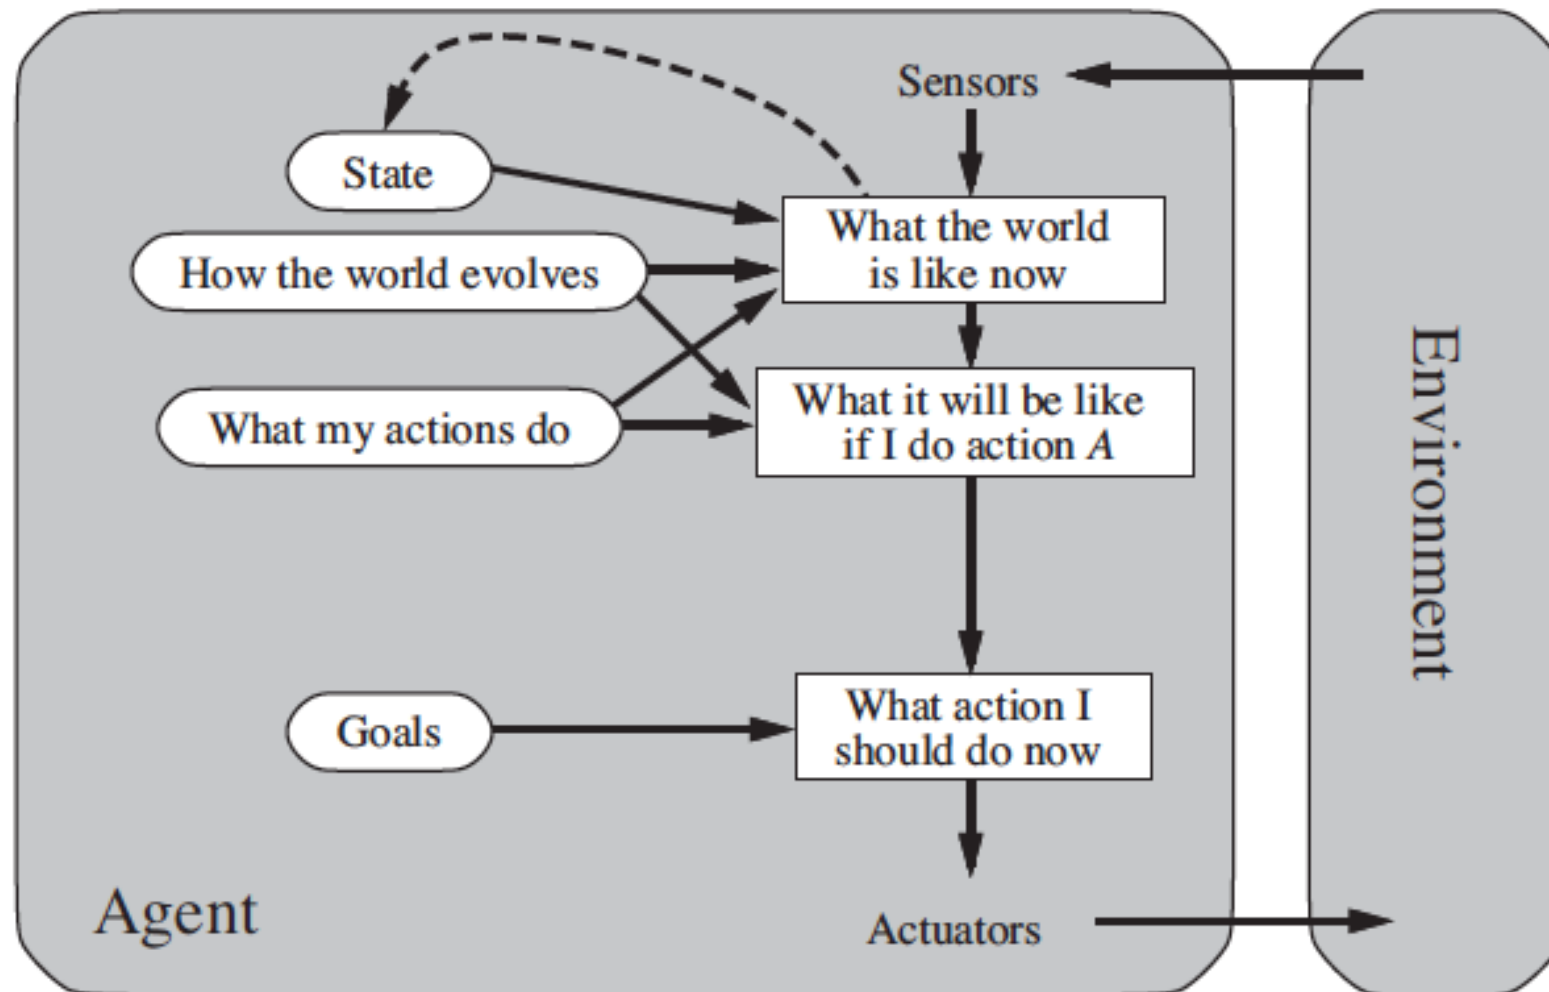 Sensors
State
What the world
is like now
How the world evolves
What my actions do
What it will be like
if I do action A
Goals
What action I
should do now
Agent
Actuators
Environment